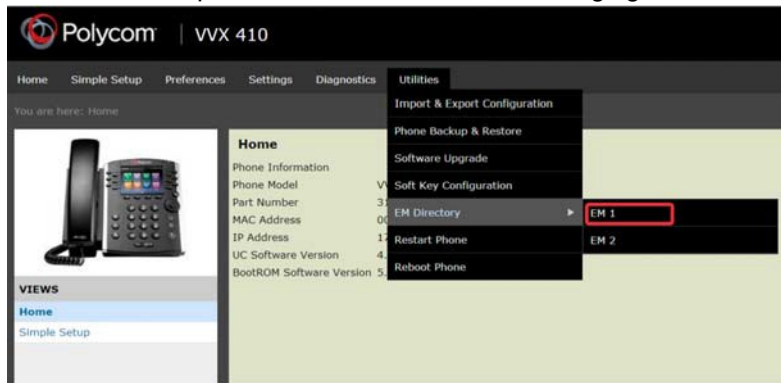 Polycom | VVX 410
Home Simple Setup Preferences Settings Diagnostics Utilities
You are here: Home
Import & Export Configuration
Phone Backup & Restore
Software Upgrade
Soft Key Configuration
EM Directory
EM 1
EM 2
Restart Phone
Reboot Phone
Home
Phone Information
Phone Model
Part Number
MAC Address
IP Address
UC Software Version 4.
BootROM Software Version 5.
VIEWS
Home
Simple Setup